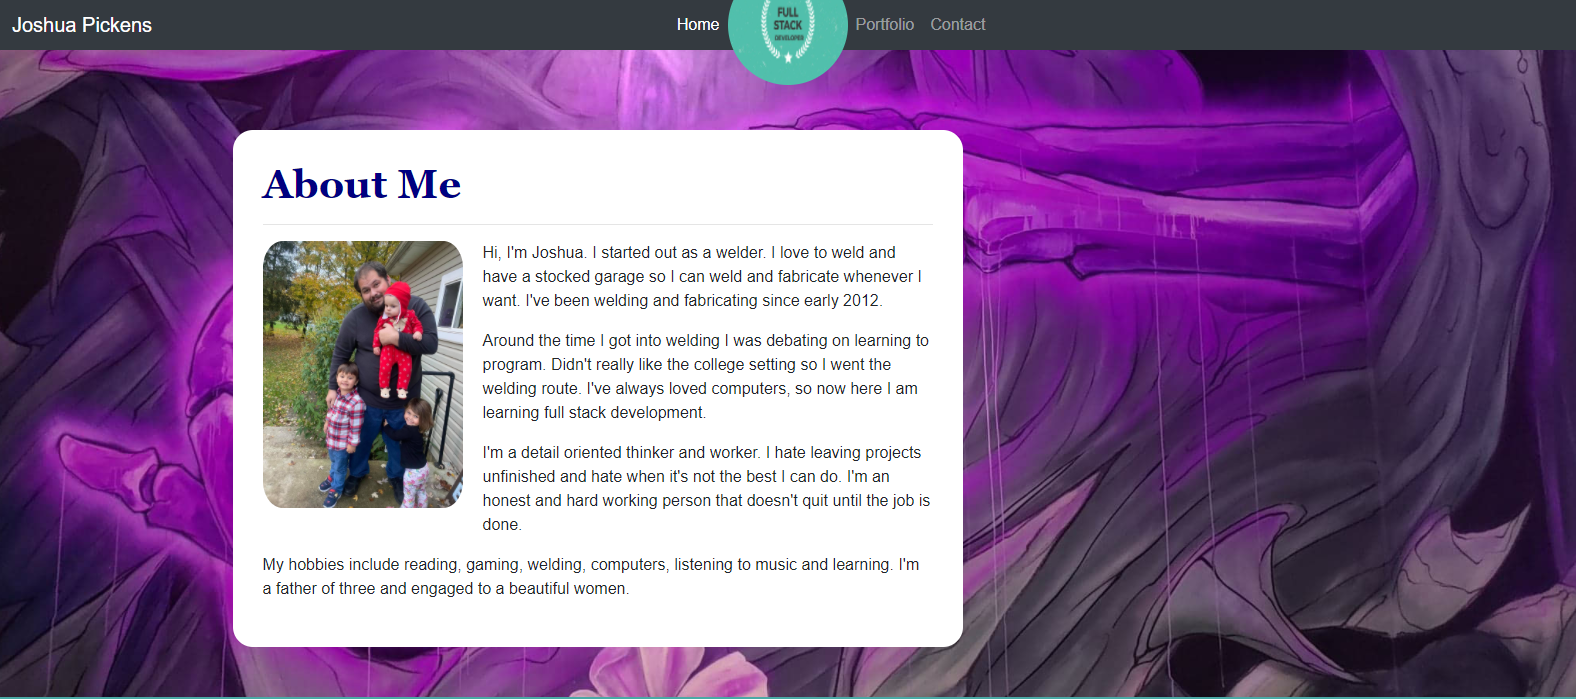 Joshua Pickens
Home
FULL
STACK
DEVELOPER
Portfolio
Contact
About Me
Hi, I'm Joshua. I started out as a welder. I love to weld and
have a stocked garage so I can weld and fabricate whenever I
want. I've been welding and fabricating since early 2012.
Around the time I got into welding I was debating on learning to
program. Didn't really like the college setting so I went the
welding route. I've always loved computers, so now here I am
learning full stack development.
I'm a detail oriented thinker and worker. I hate leaving projects
unfinished and hate when it's not the best I can do. I'm an
honest and hard working person that doesn't quit until the job is
done.
My hobbies include reading, gaming, welding, computers, listening to music and learning. I'm
a father of three and engaged to a beautiful women.